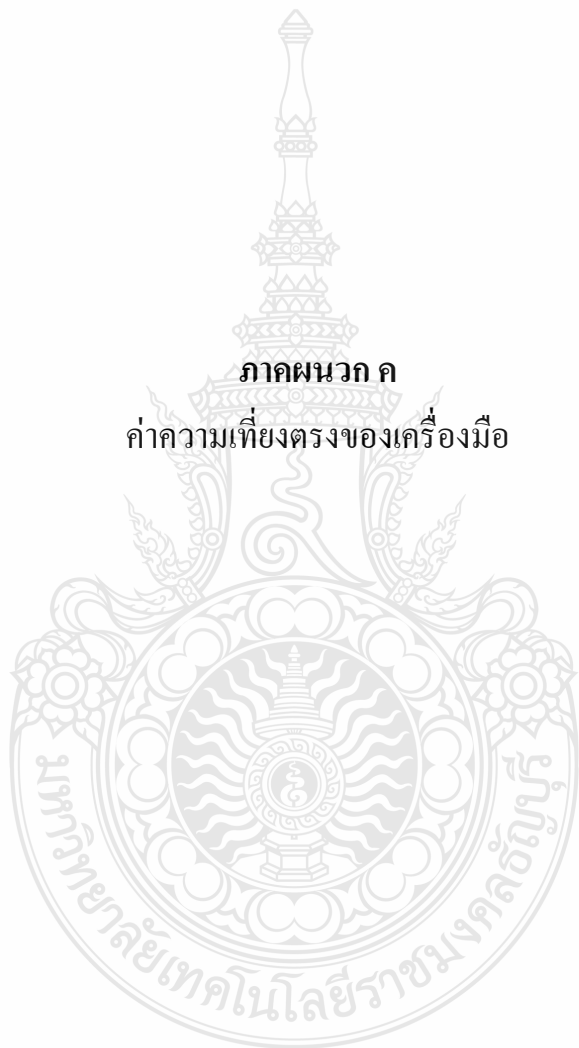 ภาคผนวก ค
ค่าความเที่ยงตรงของเครื่องมือ
มหาวิทยาลัยเทคโนโลยีราชมงคลธัญบุรี